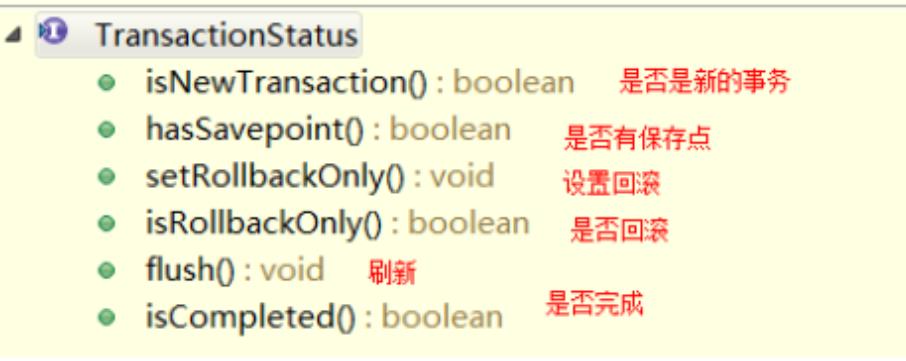 TransactionStatus
isNewTransaction() : boolean 是否是新的事务
hasSavepoint() : boolean 是否有保存点
setRollbackOnly() : void 设置回滚
isRollbackOnly() : boolean 是否回滚
flush() : void 刷新
isCompleted() : boolean 是否完成